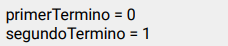 primerTermino = 0
segundoTermino = 1